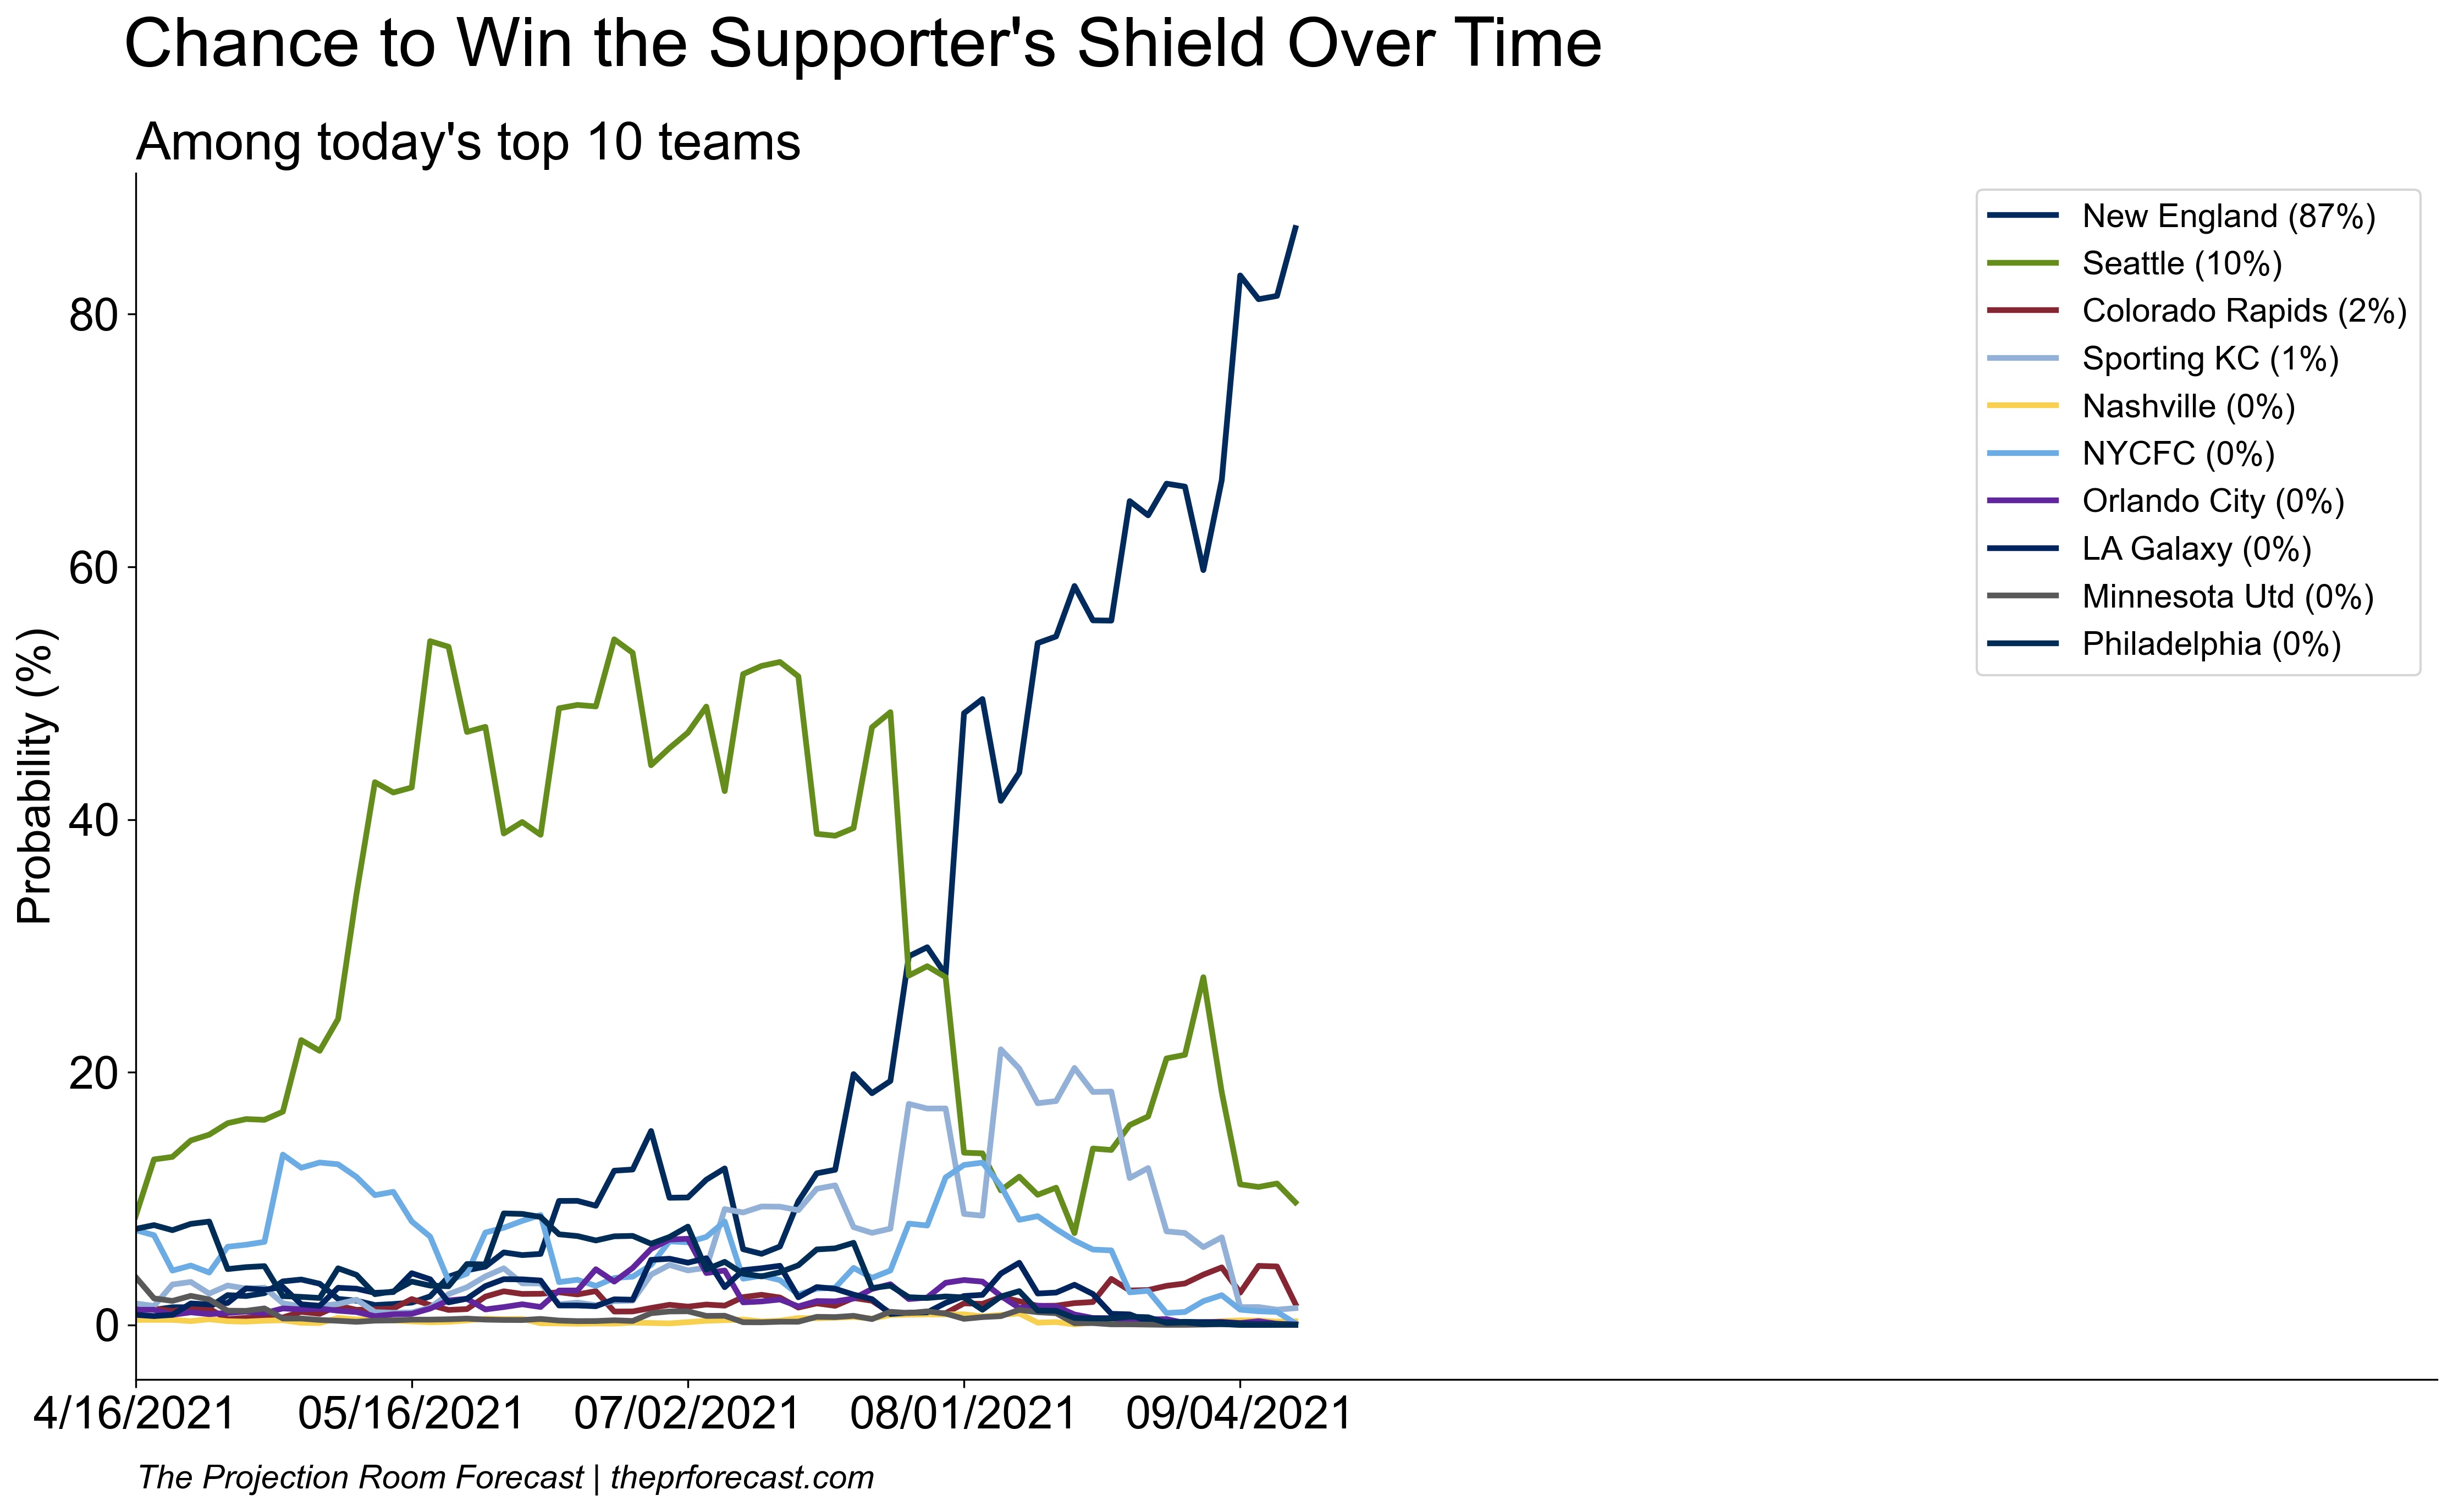 Chance to Win the Supporter's Shield Over Time
Among today's top 10 teams
New England (87%)
Seattle (10%)
Colorado Rapids (2%)
Sporting KC (1%)
Nashville (0%)
NYCFC (0%)
Orlando City (0%)
LA Galaxy (0%)
Minnesota Utd (0%)
Philadelphia (0%)
Probability (%)
80
60
40
20
0
4/16/2021 05/16/2021 07/02/2021 08/01/2021 09/04/2021
The Projection Room Forecast | theprforecast.com